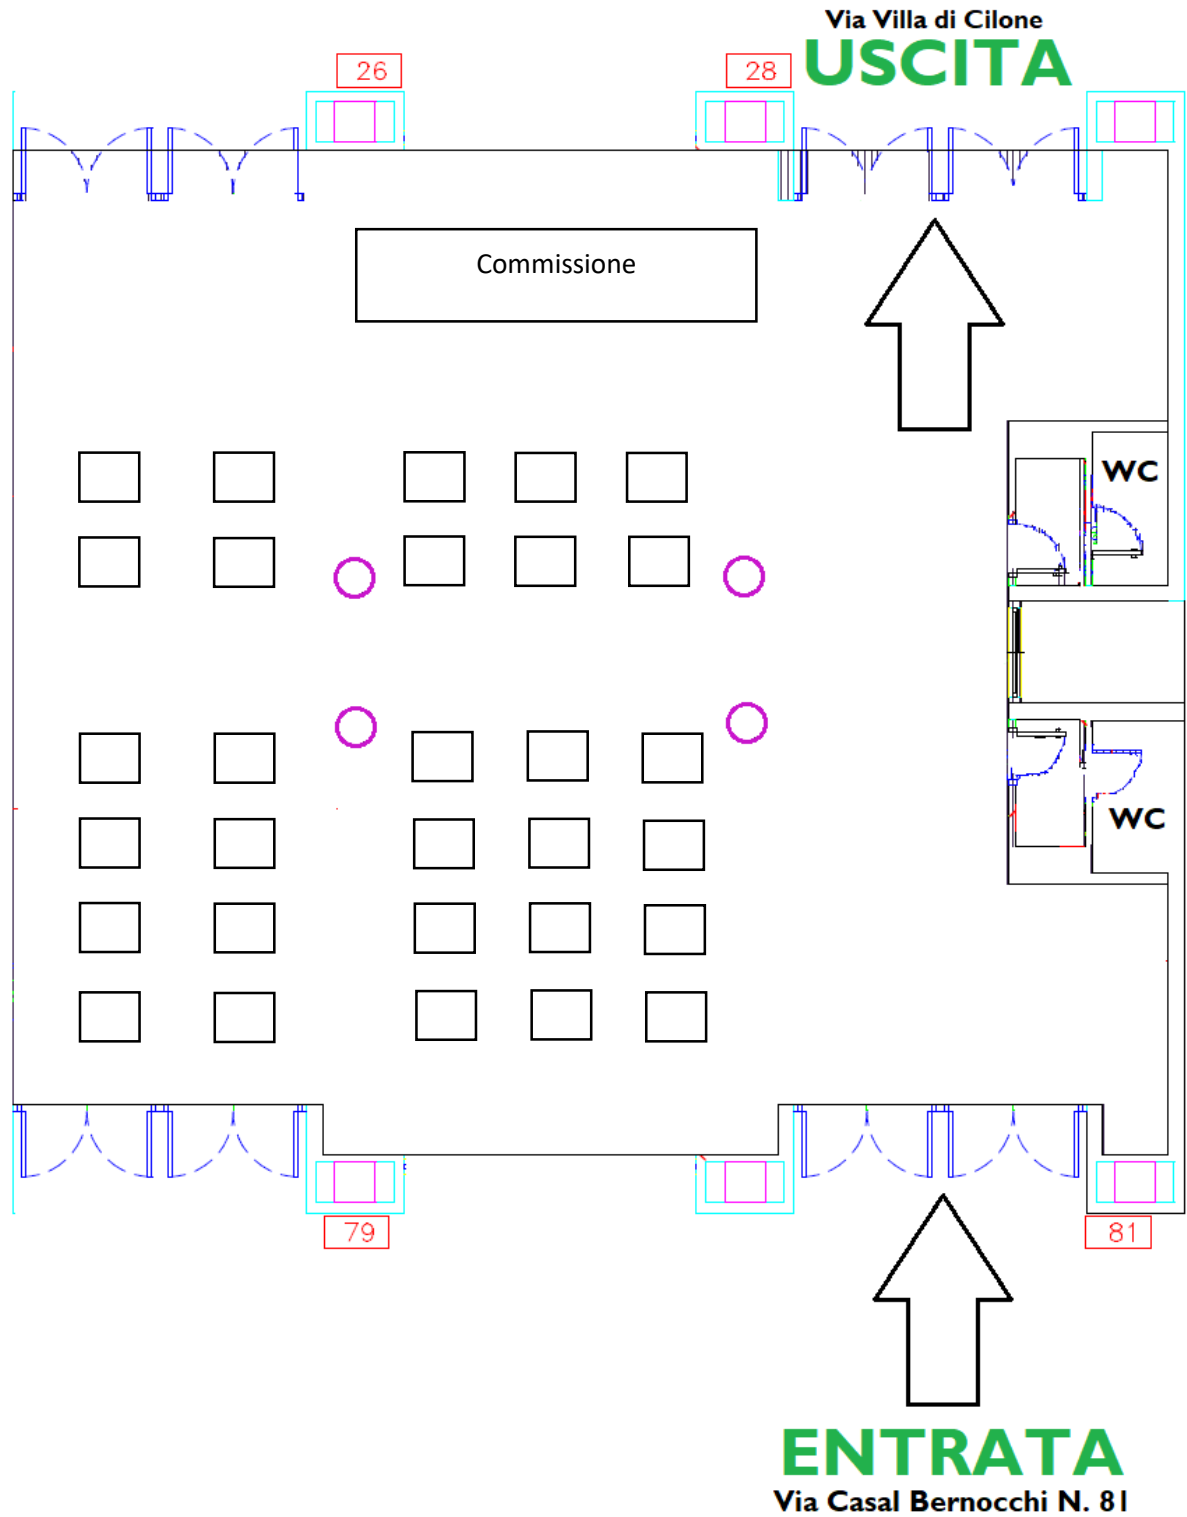 Via Villa di Cilone
USCITA
26
28
Commissione
WC
WC
79
81
ENTRATA
Via Casal Bernocchi N. 81